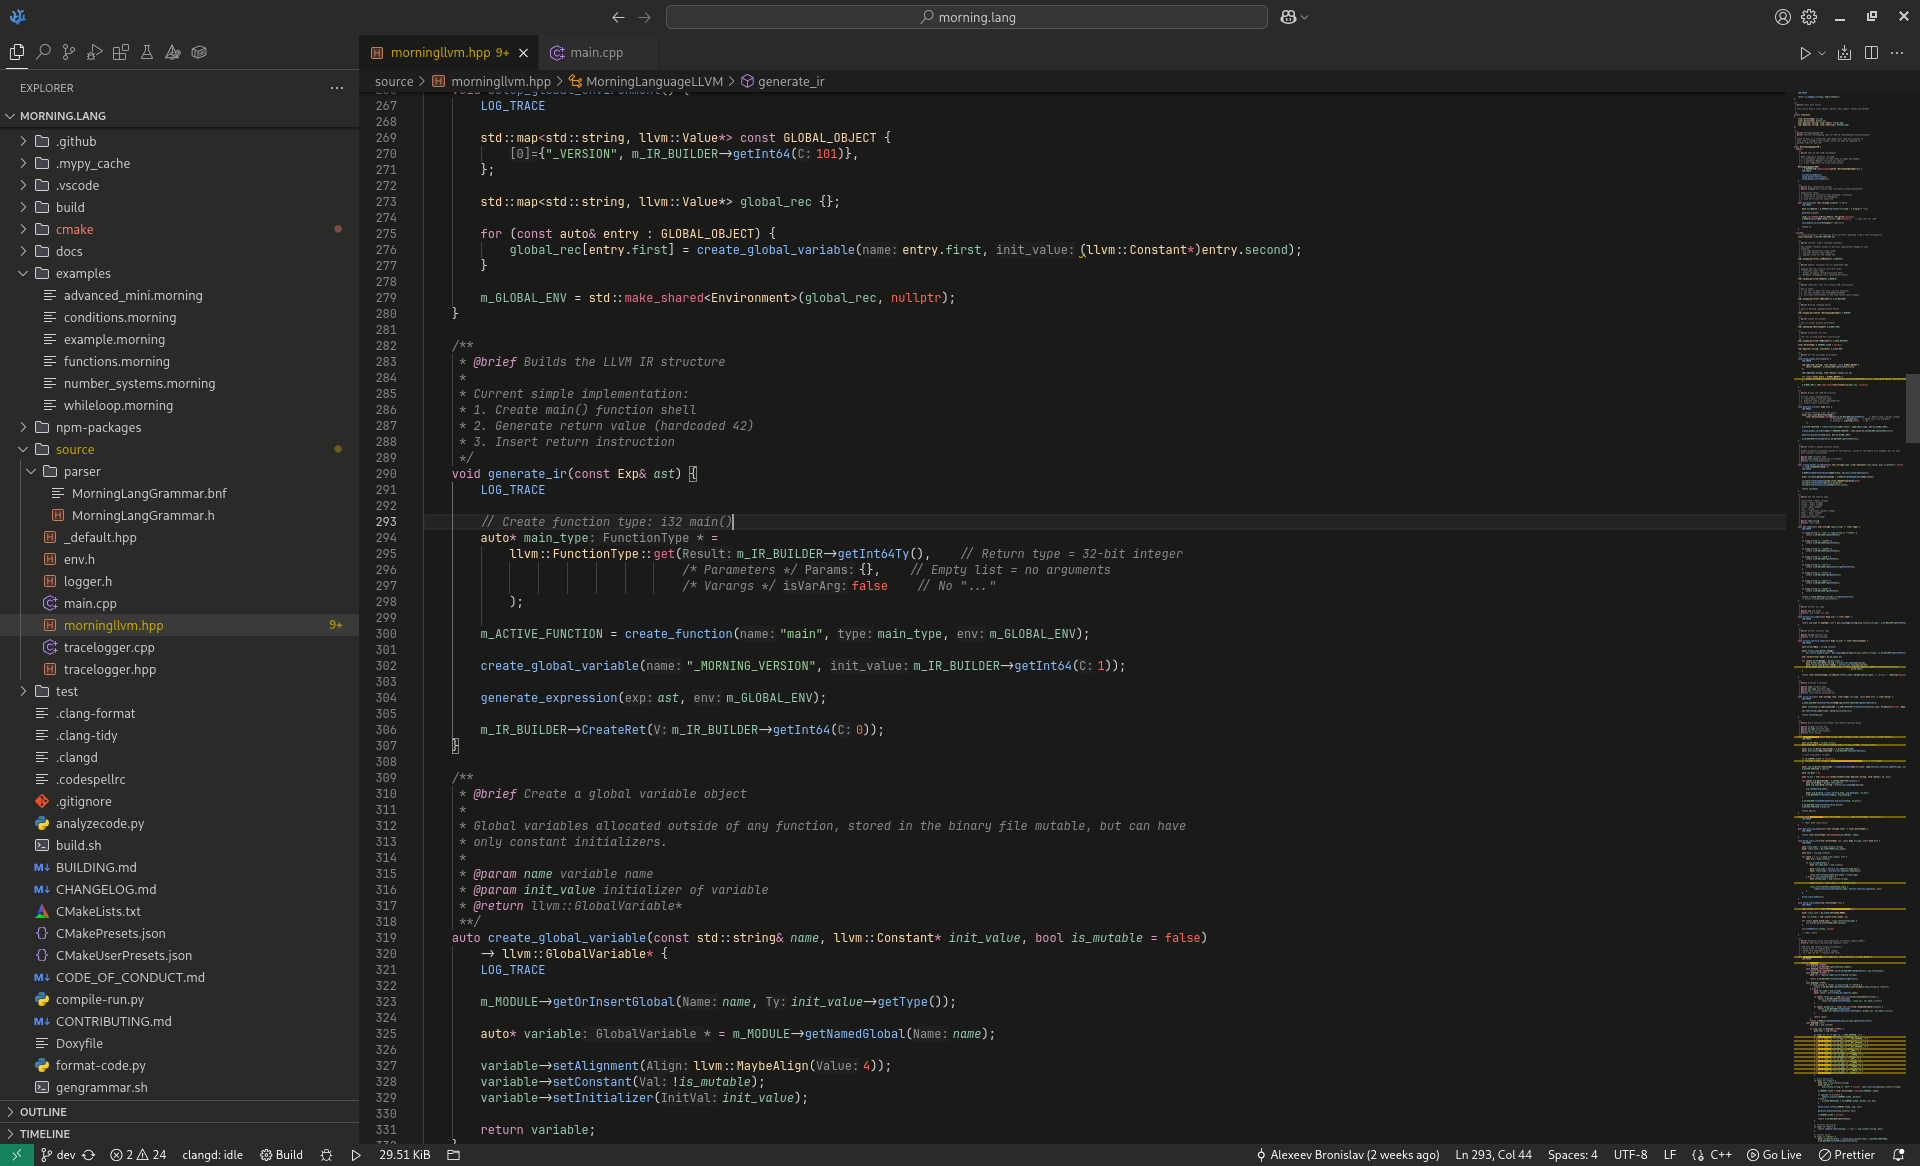 morning.lang
EXPLORER
MORNING.LANG
.github
.mypy_cache
.vscode
build
cmake
docs
examples
advanced_mini.morning
conditions.morning
example.morning
functions.morning
number_systems.morning
whileloop.morning
npm-packages
source
parser
MorningLangGrammar.bnf
MorningLangGrammar.h
_default.hpp
env.h
logger.h
main.cpp
morningllvm.hpp 9+
tracelogger.cpp
tracelogger.hpp
test
.clang-format
.clang-tidy
.clangd
.codespellrc
.gitignore
analyzecode.py
build.sh
BUILDING.md
CHANGELOG.md
CMakeLists.txt
CMakePresets.json
CMakeUserPresets.json
CODE_OF_CONDUCT.md
compile-run.py
CONTRIBUTING.md
Doxyfile
format-code.py
gengrammar.sh
OUTLINE
TIMELINE
morningllvm.hpp 9+ main.cpp
source > morningllvm.hpp > MorningLanguageLLVM > generate_ir
267 LOG_TRACE
268
269 std::map<std::string, llvm::Value*> const GLOBAL_OBJECT {
270 [0]={"_VERSION", m_IR_BUILDER->getInt64(C: 101)},
271 };
272
273 std::map<std::string, llvm::Value*> global_rec {};
274
275 for (const auto& entry : GLOBAL_OBJECT) {
276 global_rec[entry.first] = create_global_variable(name: entry.first, init_value: (llvm::Constant*)entry.second);
277 }
278
279 m_GLOBAL_ENV = std::make_shared<Environment>(global_rec, nullptr);
280 }
281
282 /**
283 * @brief Builds the LLVM IR structure
284 *
285 * Current simple implementation:
286 * 1. Create main() function shell
287 * 2. Generate return value (hardcoded 42)
288 * 3. Insert return instruction
289 */
290 void generate_ir(const Exp& ast) {
291 LOG_TRACE
292
293 // Create function type: i32 main()
294 auto* main_type: FunctionType * =
295 llvm::FunctionType::get(Result: m_IR_BUILDER->getInt64Ty(), // Return type = 32-bit integer
296 /* Parameters */ Params: {}, // Empty list = no arguments
297 /* Varargs */ isVarArg: false // No "..."
298 );
299
300 m_ACTIVE_FUNCTION = create_function(name: "main", type: main_type, env: m_GLOBAL_ENV);
301
302 create_global_variable(name: "_MORNING_VERSION", init_value: m_IR_BUILDER->getInt64(C: 1));
303
304 generate_expression(exp: ast, env: m_GLOBAL_ENV);
305
306 m_IR_BUILDER->CreateRet(V: m_IR_BUILDER->getInt64(C: 0));
307 }
308
309 /**
310 * @brief Create a global variable object
311 *
312 * Global variables allocated outside of any function, stored in the binary file mutable, but can have
313 * only constant initializers.
314 *
315 * @param name variable name
316 * @param init_value initializer of variable
317 * @return llvm::GlobalVariable*
318 **/
319 auto create_global_variable(const std::string& name, llvm::Constant* init_value, bool is_mutable = false)
320 -> llvm::GlobalVariable* {
321 LOG_TRACE
322
323 m_MODULE->getOrInsertGlobal(Name: name, Ty: init_value->getType());
324
325 auto* variable: GlobalVariable * = m_MODULE->getNamedGlobal(Name: name);
326
327 variable->setAlignment(Align: llvm::MaybeAlign(Value: 4));
328 variable->setConstant(Val: !is_mutable);
329 variable->setInitializer(InitVal: init_value);
330
331 return variable;
dev 2 24 clangd: idle Build 29.51 KiB Alexeev Bronislav (2 weeks ago) Ln 293, Col 44 Spaces: 4 UTF-8 LF C++ Go Live Prettier